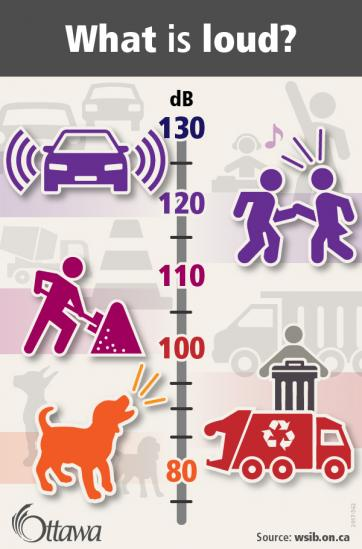 What is loud?
dB
130
120
110
100
80
Ottawa
Source: wsib.on.ca